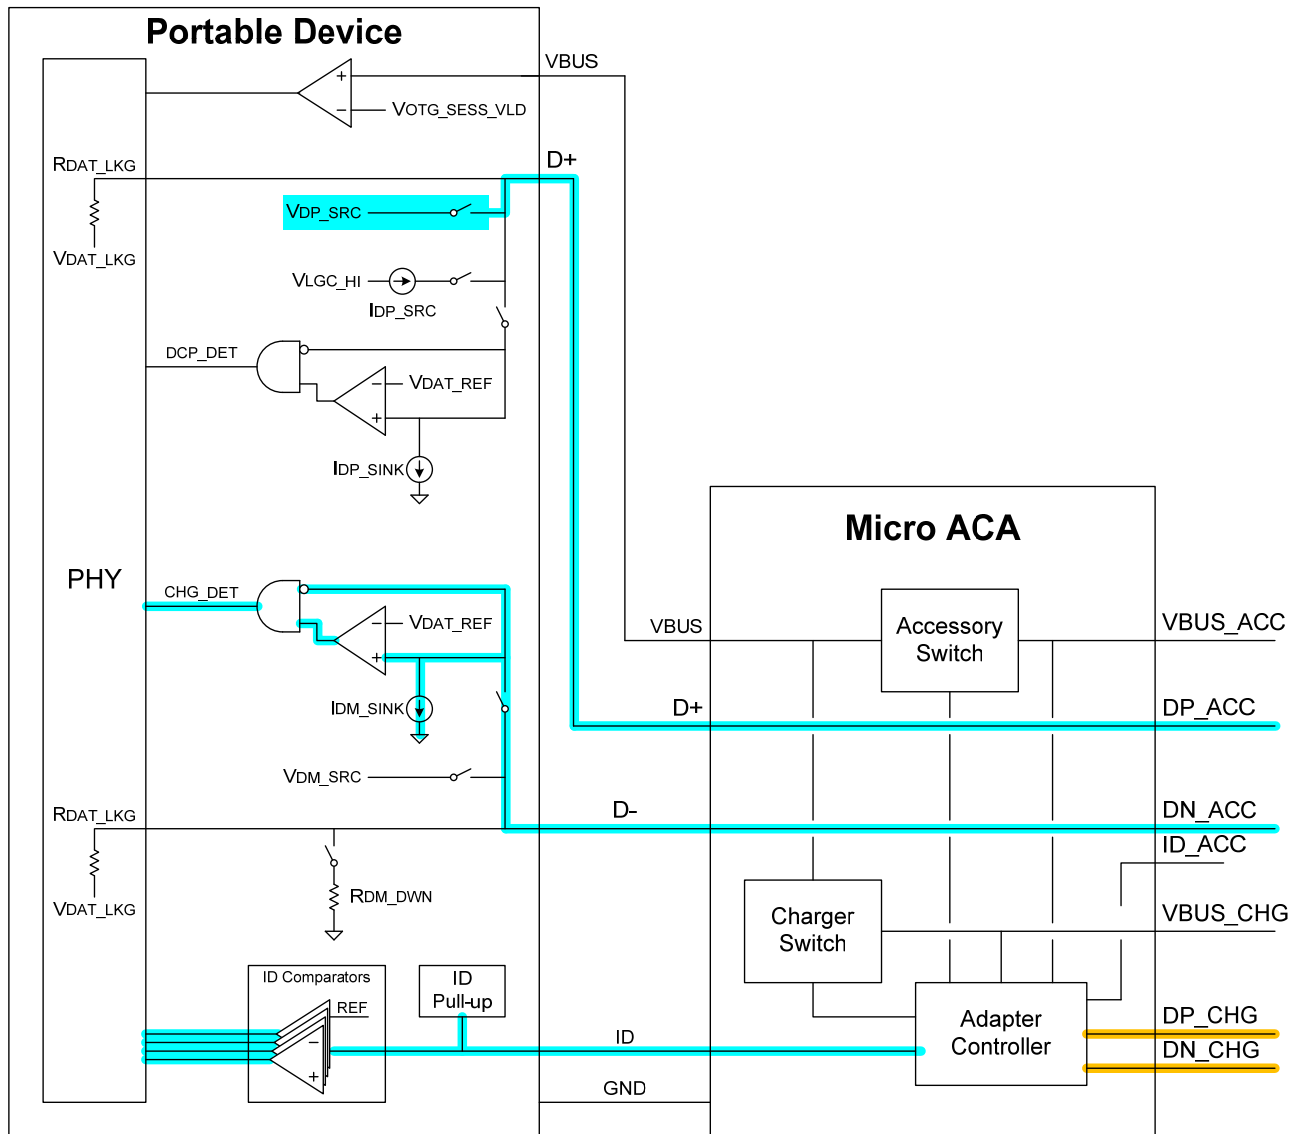 Portable Device
VBUS
VOTG_SESS_VLD
RDAT_LKG
D+
VDP_SRC
VDAT_LKG
VLGC_HI
IDP_SRC
DCP_DET
VDAT_REF
IDP_SINK
Micro ACA
PHY
CHG_DET
VDAT_REF
VBUS
Accessory
Switch
VBUS_ACC
IDM_SINK
D+
DP_ACC
VDM_SRC
RDAT_LKG
D-
DN_ACC
ID_ACC
RDM_DWN
VDAT_LKG
Charger
Switch
VBUS_CHG
ID Comparators
REF
ID
Pull-up
ID
Adapter
Controller
DP_CHG
DN_CHG
GND